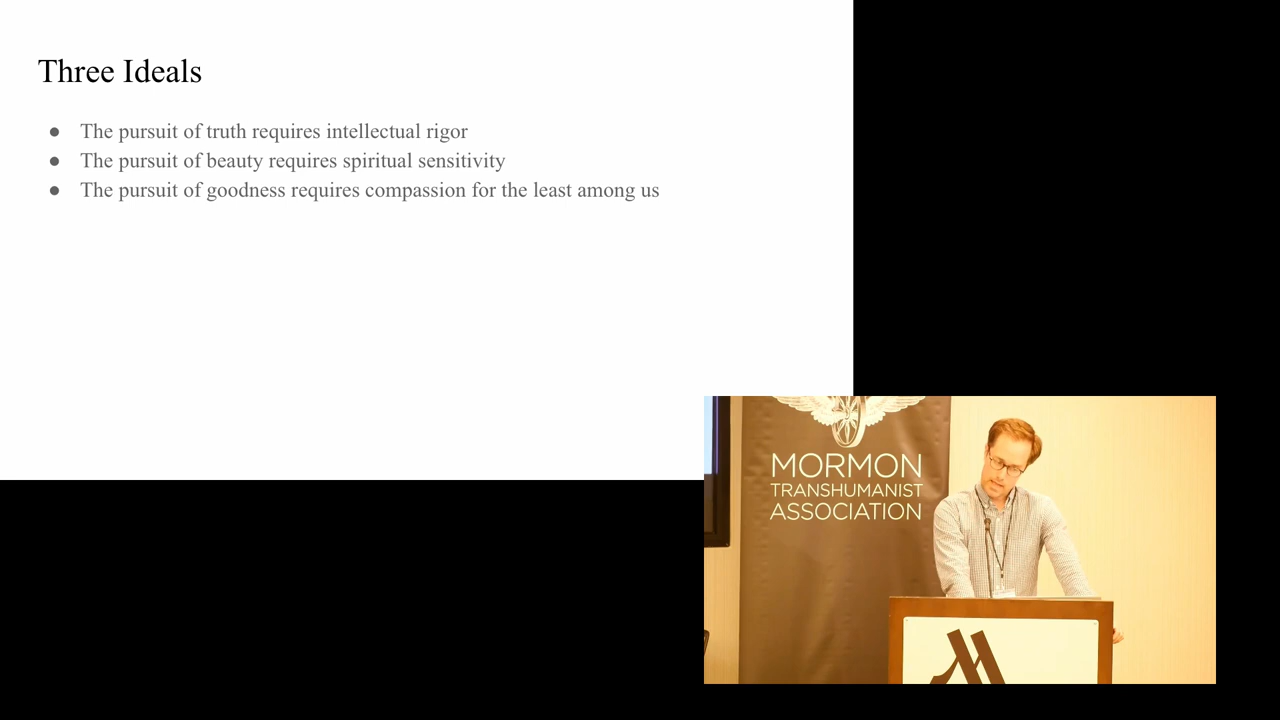 Three Ideals
● The pursuit of truth requires intellectual rigor
● The pursuit of beauty requires spiritual sensitivity
● The pursuit of goodness requires compassion for the least among us
MORMON
TRANSHUMANIST
ASSOCIATION